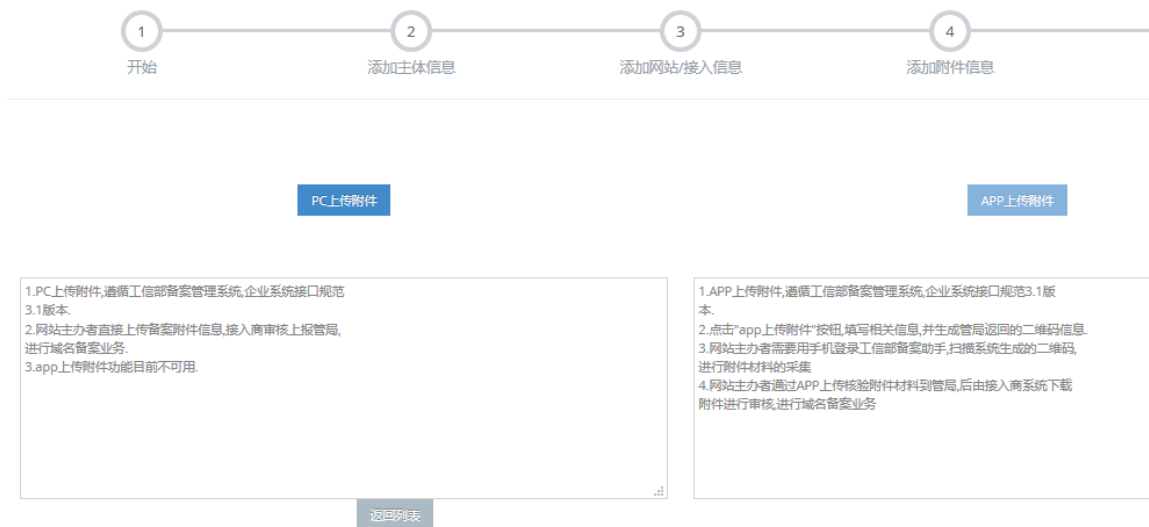 1
2
3
4
开始
添加主体信息
添加网站/接入信息
添加附件信息
PC上传附件
APP上传附件
1.PC上传附件,遵循工信部备案管理系统,企业系统接口规范
3.1版本.
2.网站主办者直接上传备案附件信息,接入商审核上报管局,
进行域名备案业务.
3.app上传附件功能目前不可用.
1.APP上传附件,遵循工信部备案管理系统,企业系统接口规范3.1版
本.
2.点击"app上传附件"按钮,填写相关信息,并生成管局返回的二维码信息.
3.网站主办者需要用手机登录工信部备案助手,扫描系统生成的二维码,
进行附件材料的采集
4.网站主办者通过APP上传核验附件材料到管局,后由接入商系统下载
附件进行审核,进行域名备案业务
返回列表